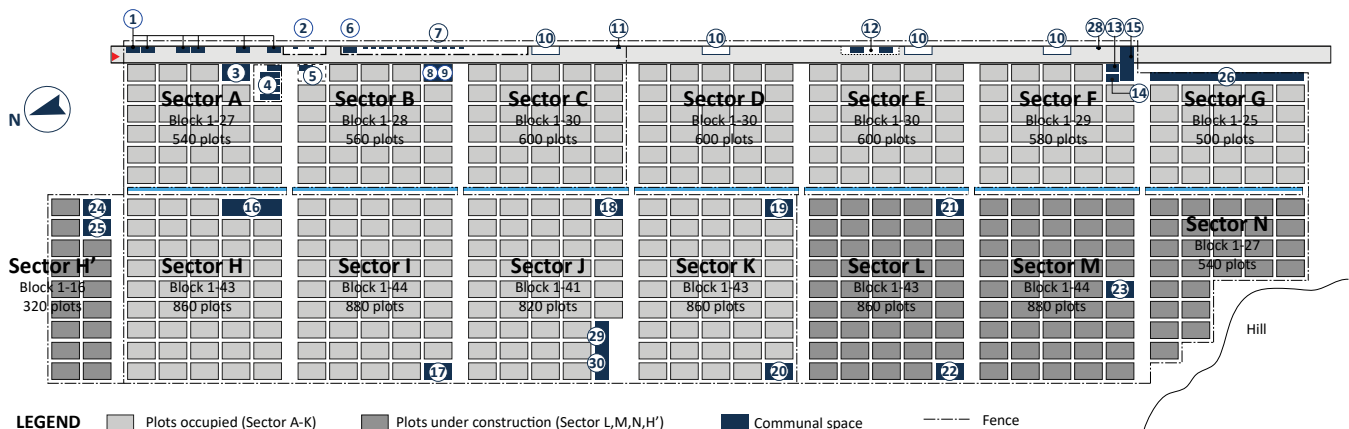 1 2 6 7 10 11 10 12 10 10 28 13 15
3 4 5 8 9 14 26
N
Sector A
Block 1-27
540 plots
Sector B
Block 1-28
560 plots
Sector C
Block 1-30
600 plots
Sector D
Block 1-30
600 plots
Sector E
Block 1-30
600 plots
Sector F
Block 1-29
580 plots
Sector G
Block 1-25
500 plots
24 16 18 19 21
25
Sector H'
Block 1-16
320 plots
Sector H
Block 1-43
860 plots
Sector I
Block 1-44
880 plots
Sector J
Block 1-41
820 plots
Sector K
Block 1-43
860 plots
Sector L
Block 1-43
860 plots
Sector M
Block 1-44
880 plots
Sector N
Block 1-27
540 plots
23
Hill
29
30
17 20 22
LEGEND Plots occupied (Sector A-K) Plots under construction (Sector L,M,N,H') Communal space Fence